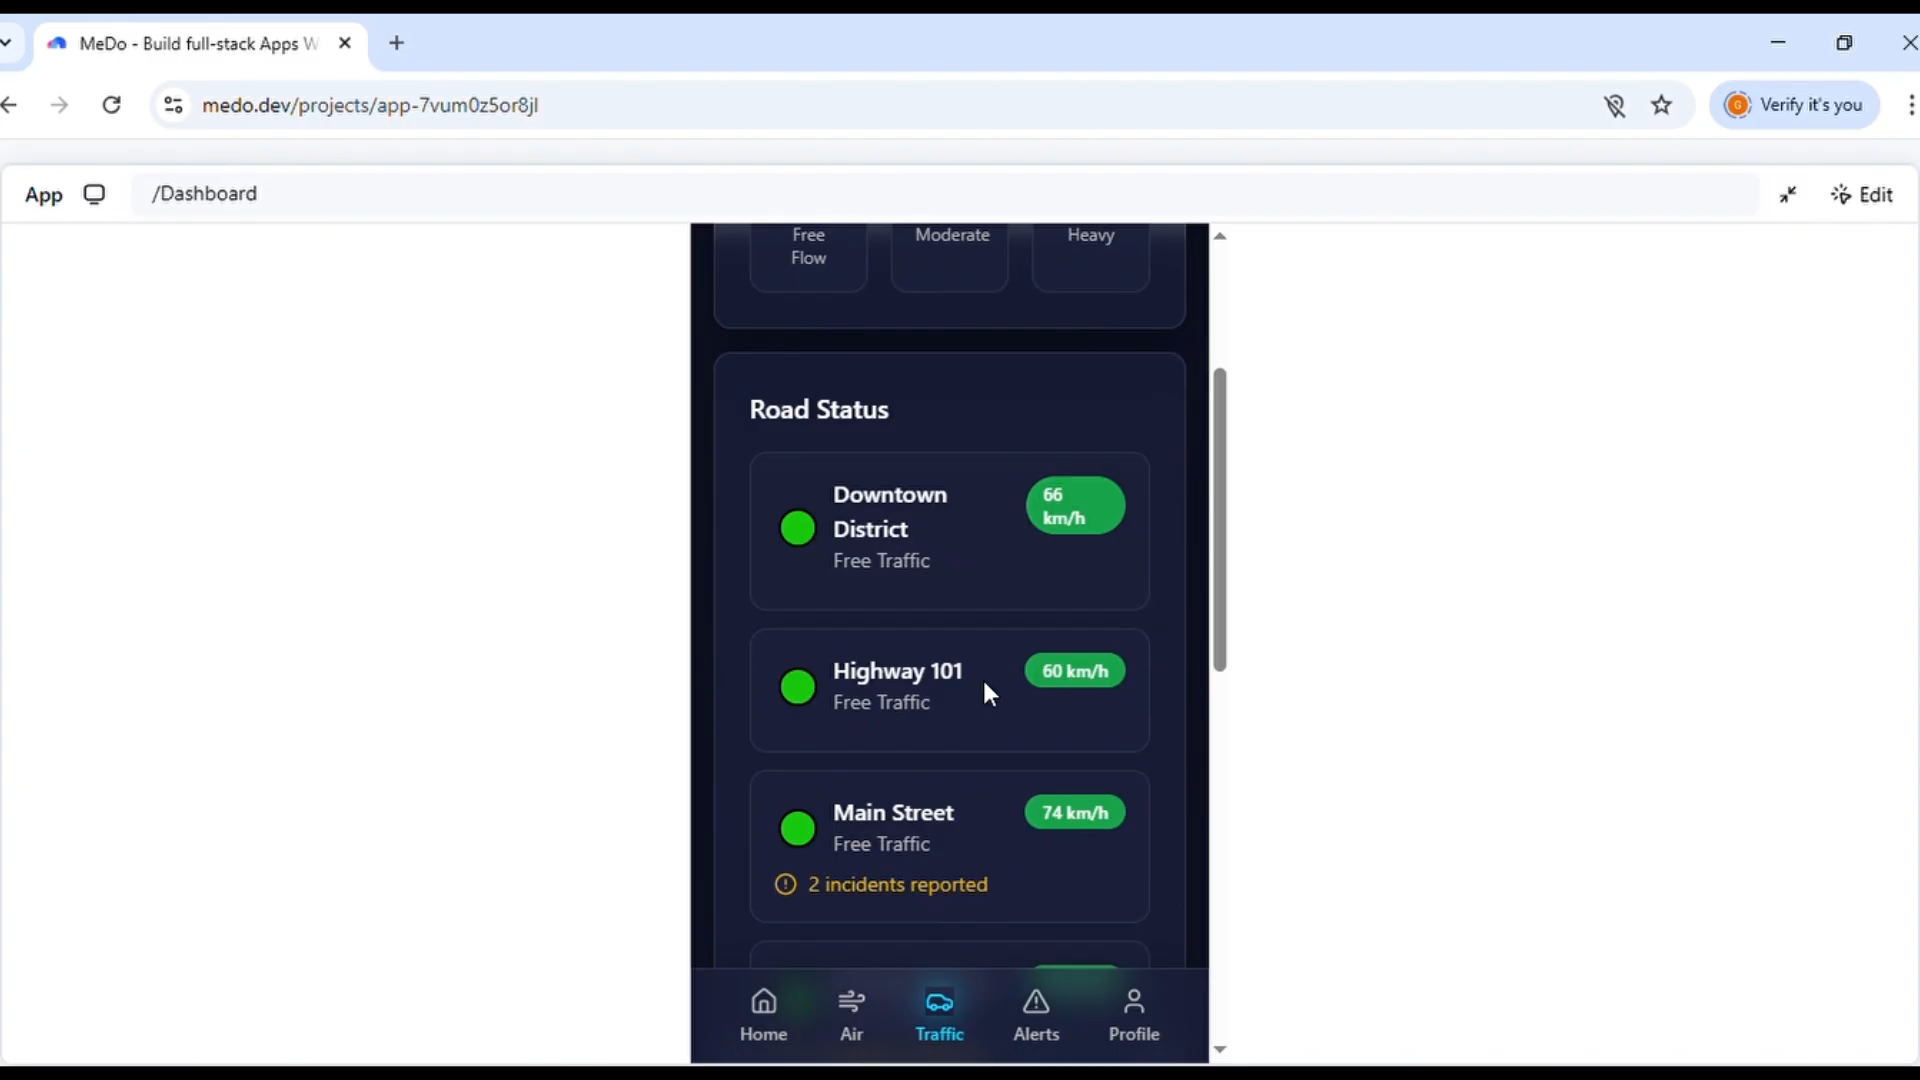 MeDo - Build full-stack Apps W
medo.dev/projects/app-7vum0z5or8jl
Verify it's you
App
/Dashboard
Edit
Free
Flow
Moderate
Heavy
Road Status
Downtown
District
Free Traffic
66
km/h
Highway 101
Free Traffic
60 km/h
Main Street
Free Traffic
74 km/h
2 incidents reported
Home
Air
Traffic
Alerts
Profile